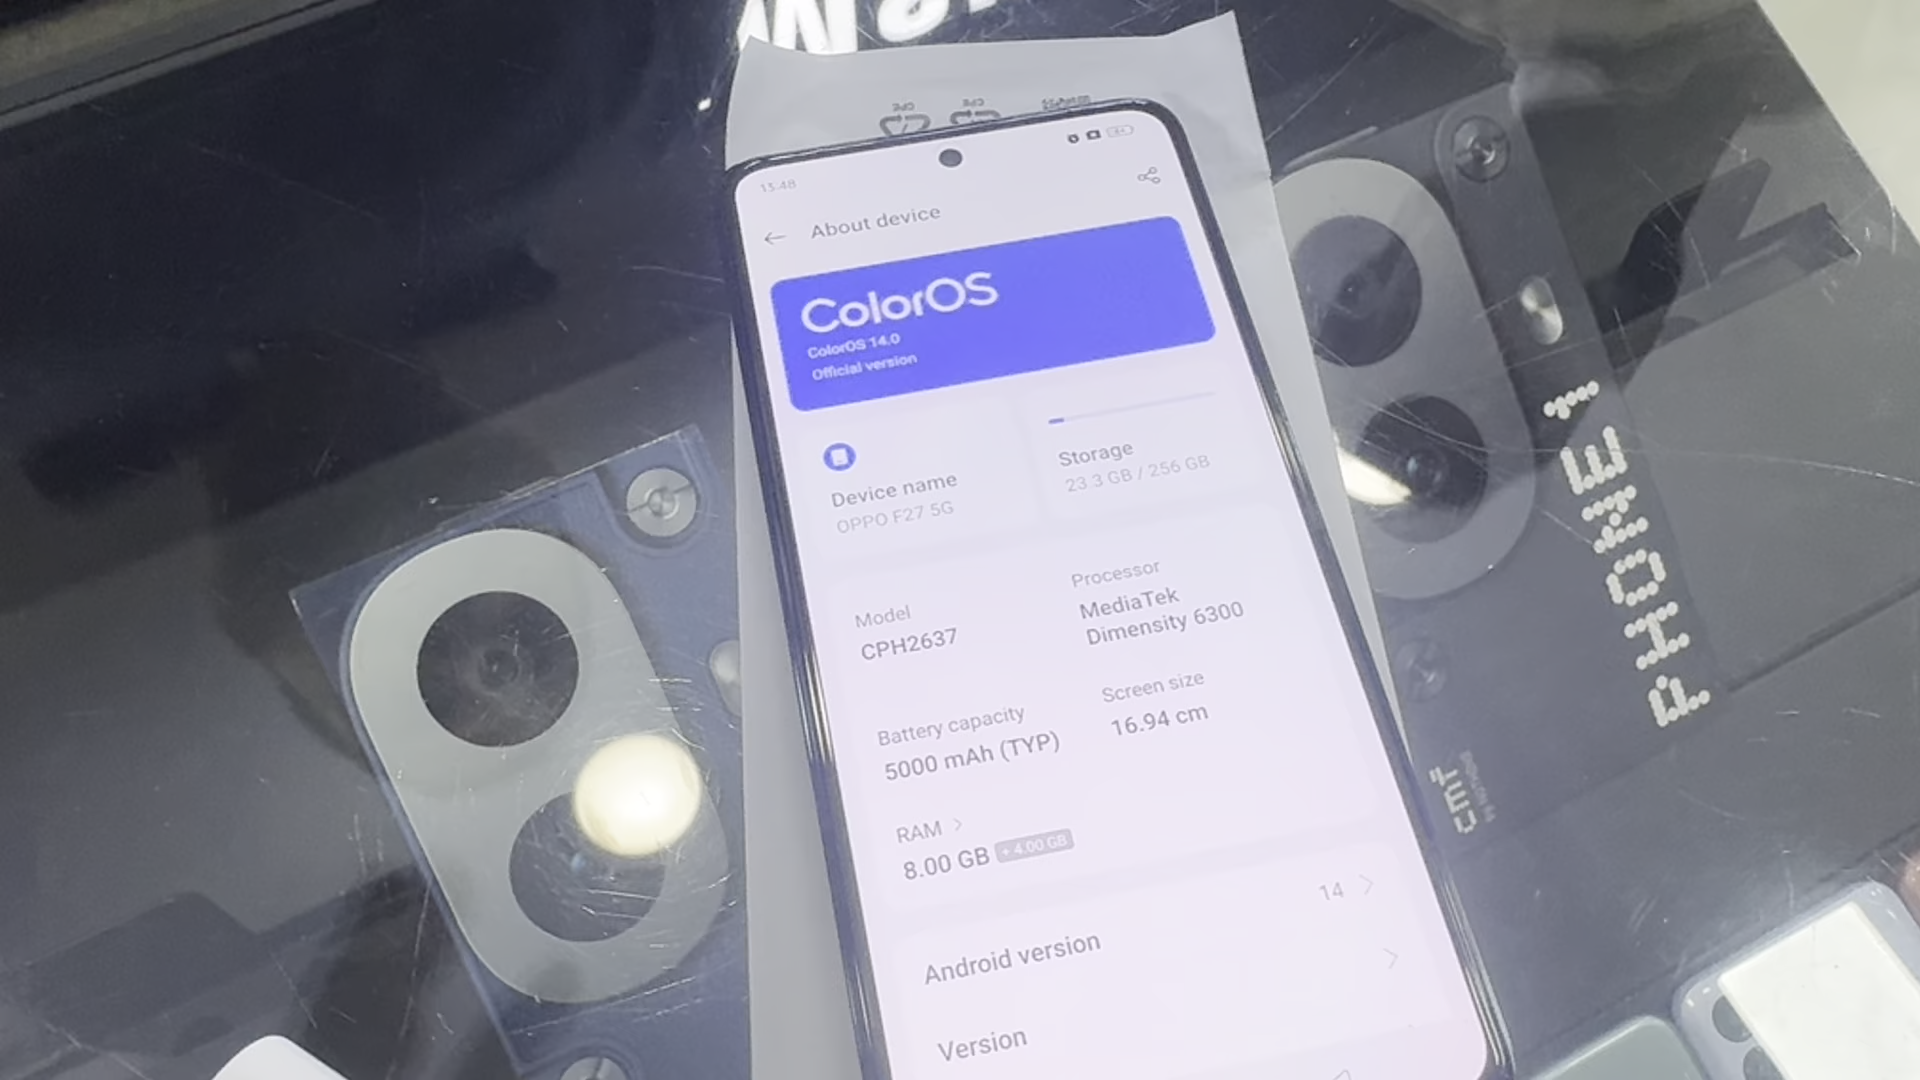 13:48
About device
ColorOS
ColorOS 14.0
Official version
Device name
OPPO F27 5G
Storage
23.3 GB / 256 GB
Model
CPH2637
Processor
MediaTek
Dimensity 6300
Battery capacity
5000 mAh (TYP)
Screen size
16.94 cm
RAM
8.00 GB + 4.00 GB
Android version 14
Version
PHONE 1
cmf
CPE
CPE